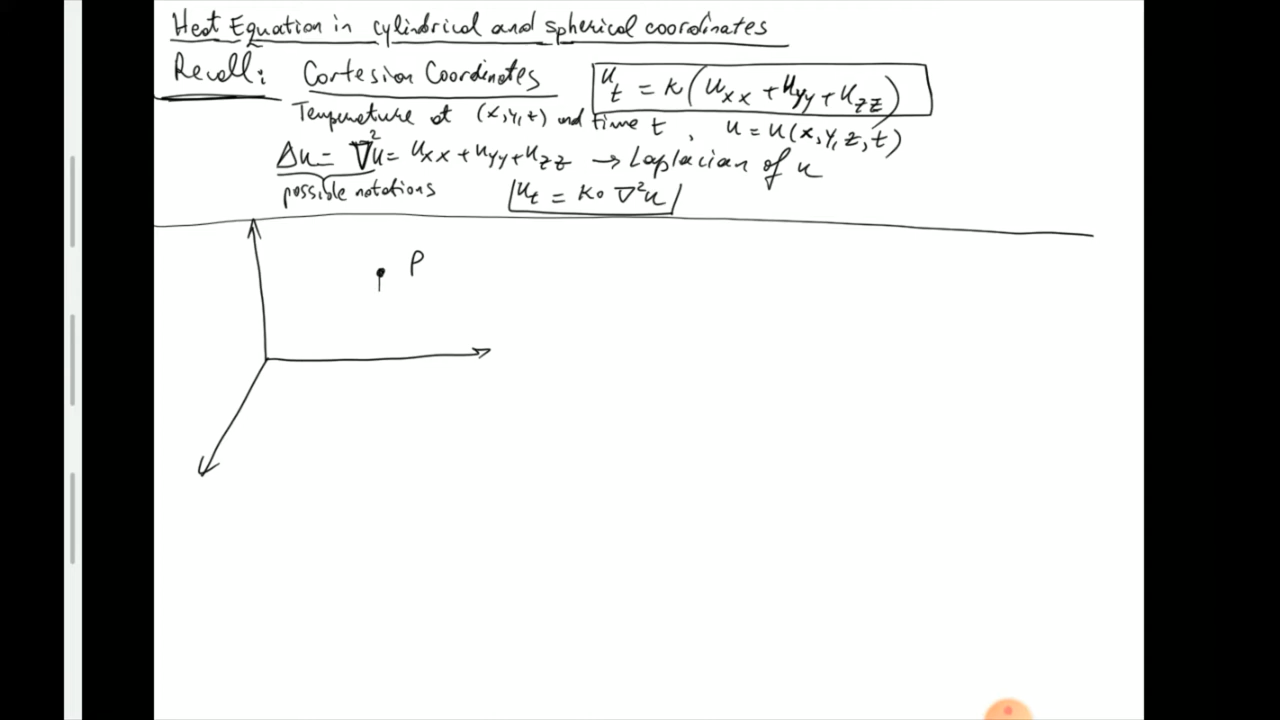 Heat Equation in cylindrical and spherical coordinates
Recall: Cartesian Coordinates u_t = k(u_xx + u_yy + u_zz)
Temperature at (x,y,t) and time t, u = u(x,y,z,t)
Δu = ∇²u = u_xx + u_yy + u_zz → Laplacian of u
possible notations u_t = k∘∇²u
P